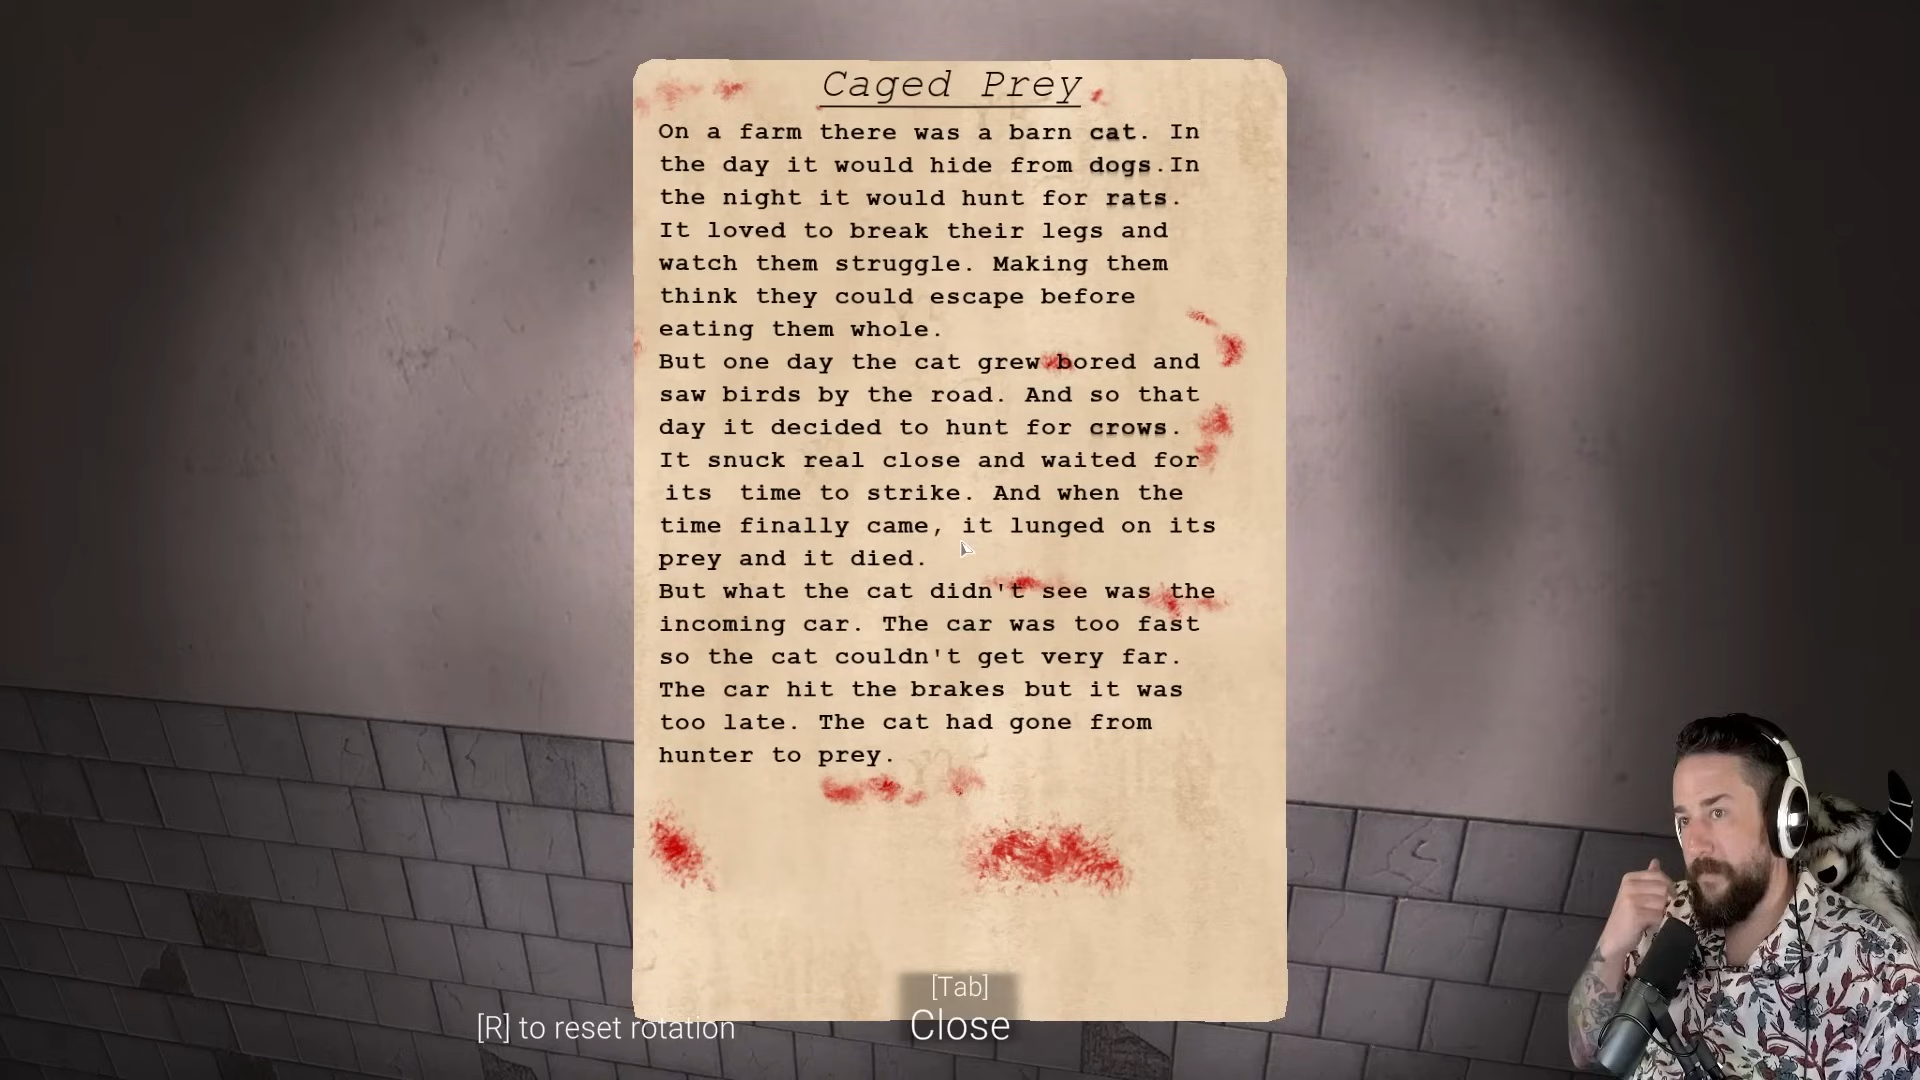 Caged Prey
On a farm there was a barn cat. In
the day it would hide from dogs.In
the night it would hunt for rats.
It loved to break their legs and
watch them struggle. Making them
think they could escape before
eating them whole.
But one day the cat grew bored and
saw birds by the road. And so that
day it decided to hunt for crows.
It snuck real close and waited for
its time to strike. And when the
time finally came, it lunged on its
prey and it died.
But what the cat didn't see was the
incoming car. The car was too fast
so the cat couldn't get very far.
The car hit the brakes but it was
too late. The cat had gone from
hunter to prey.
[Tab]
[R] to reset rotation
Close